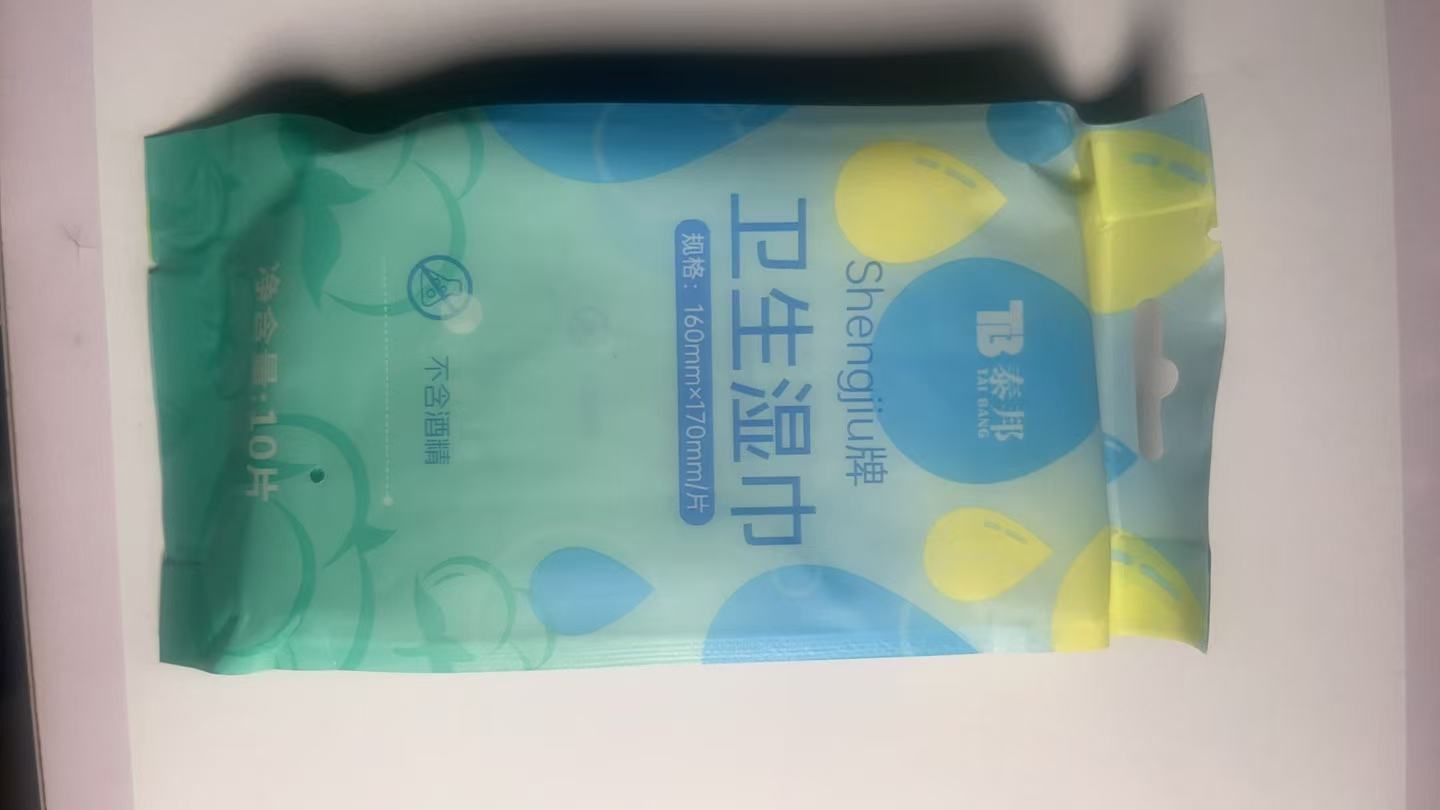 TB
泰邦
TAI BANG
Shengjiu牌
卫生湿巾
规格：160mm×170mm/片
不含酒精
净含量:10片